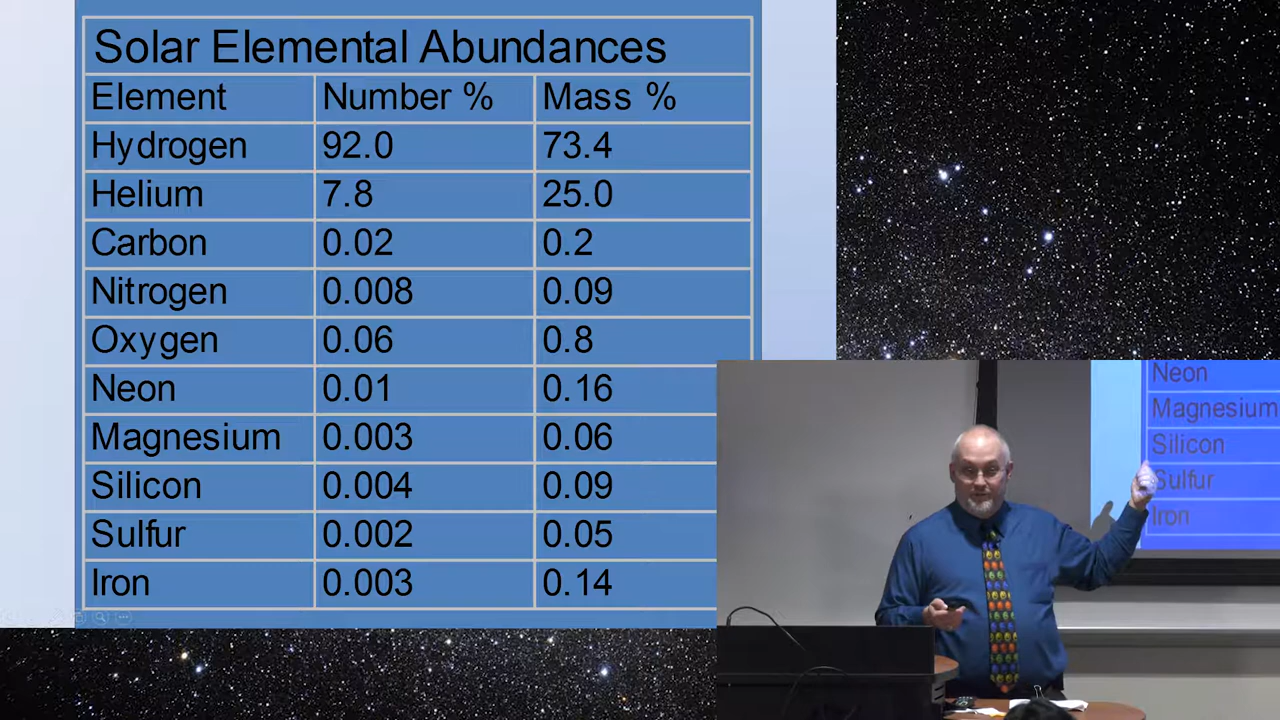 Solar Elemental Abundances
Element Number % Mass %
Hydrogen 92.0 73.4
Helium 7.8 25.0
Carbon 0.02 0.2
Nitrogen 0.008 0.09
Oxygen 0.06 0.8
Neon 0.01 0.16
Magnesium 0.003 0.06
Silicon 0.004 0.09
Sulfur 0.002 0.05
Iron 0.003 0.14
Neon
Magnesium
Silicon
Sulfur
Iron